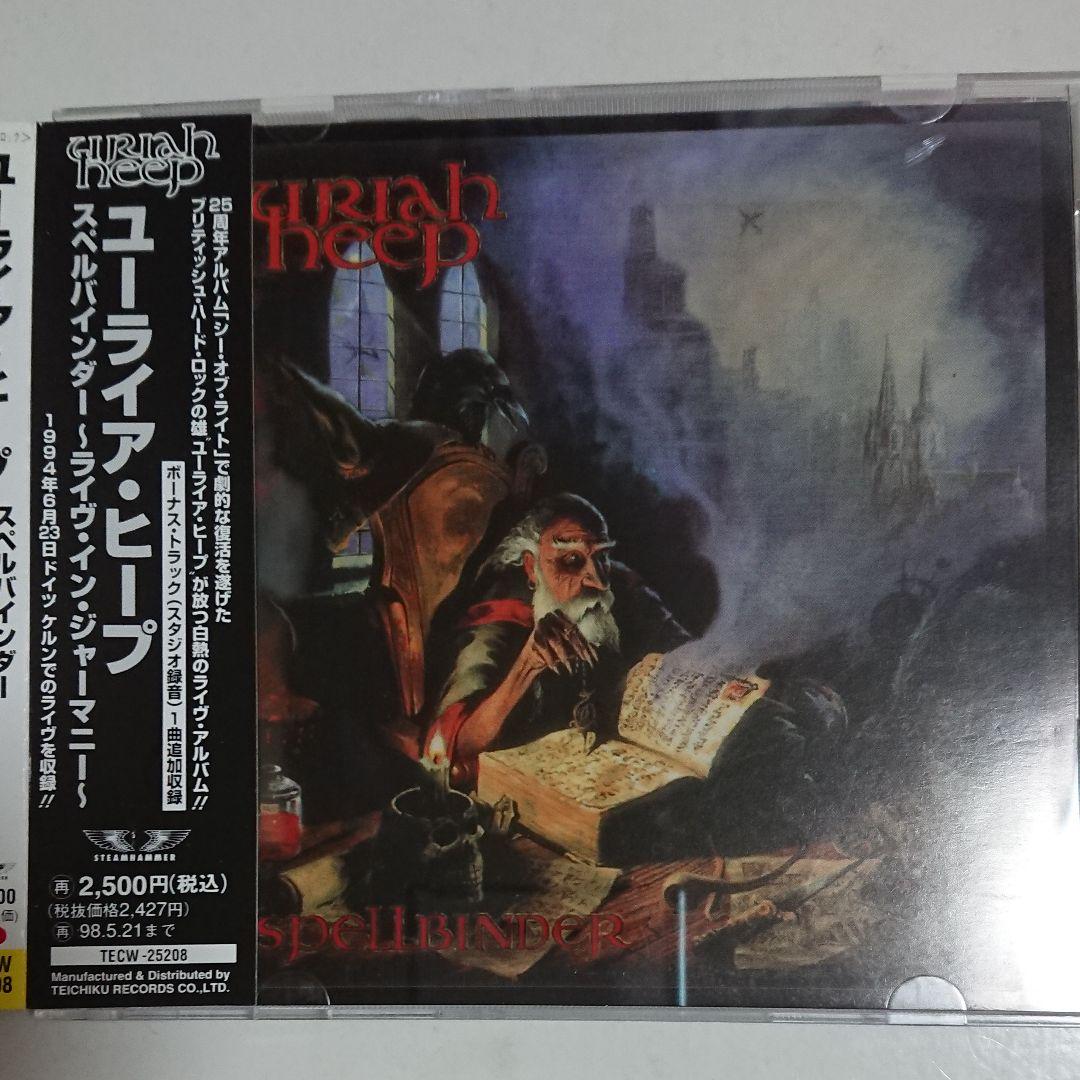 URIAH
HEEP
ユーライア・ヒープ
スペルバインダー〜ライヴ・イン・ジャーマニー〜
1994年6月23日 ドイツ ケルンでのライヴを収録!!
25周年アルバム「シー・オブ・ライト」で劇的な復活を遂げた
ブリティッシュ・ハード・ロックの雄“ユーライア・ヒープ”が放つ白熱のライヴ・アルバム!!
ボーナス・トラック(スタジオ録音)1曲追加収録
STEAMHAMMER
再 2,500円(税込)
(税抜価格2,427円)
再 98.5.21まで
TECW-25208
Manufactured & Distributed by
TEICHIKU RECORDS CO.,LTD.
URIAH
HEEP
SPELLBINDER
スペルバインダー